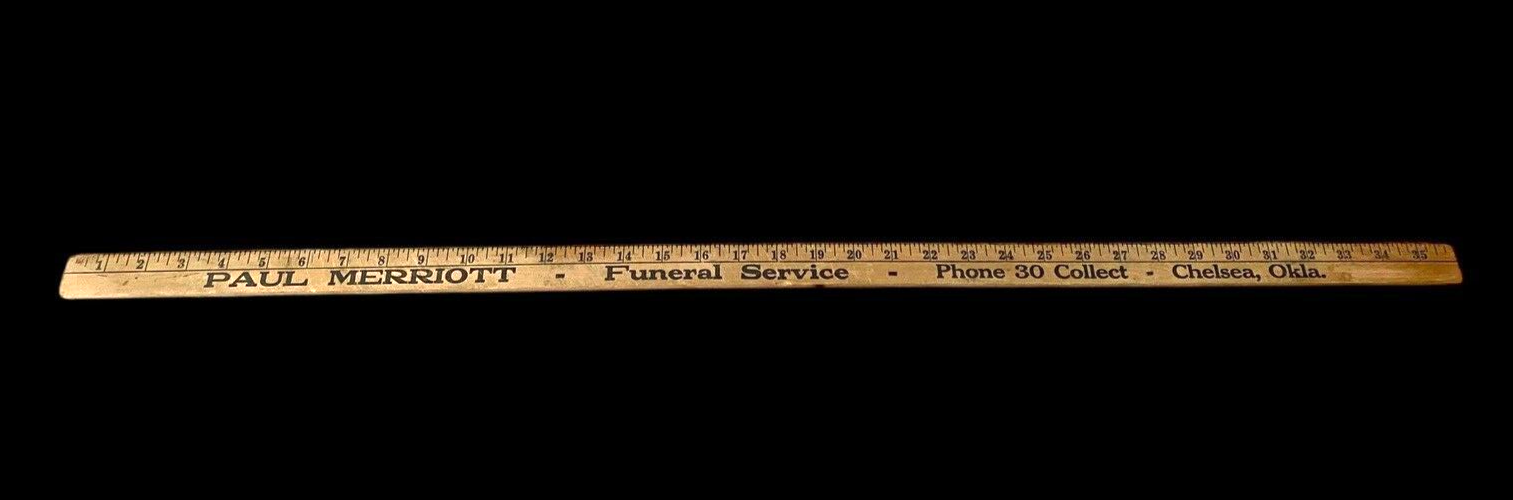 1 2 3 4 5 6 7 8 9 10 11 12 13 14 15 16 17 18 19 20 21 22 23 24 25 26 27 28 29 30 31 32 33 34 35
PAUL MERRIOTT - Funeral Service - Phone 30 Collect - Chelsea, Okla.